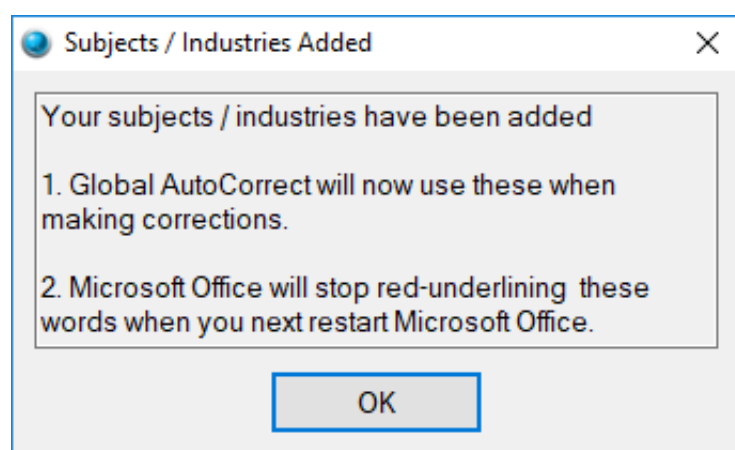 Subjects / Industries Added
Your subjects / industries have been added
1. Global AutoCorrect will now use these when
making corrections.
2. Microsoft Office will stop red-underlining  these
words when you next restart Microsoft Office.
OK